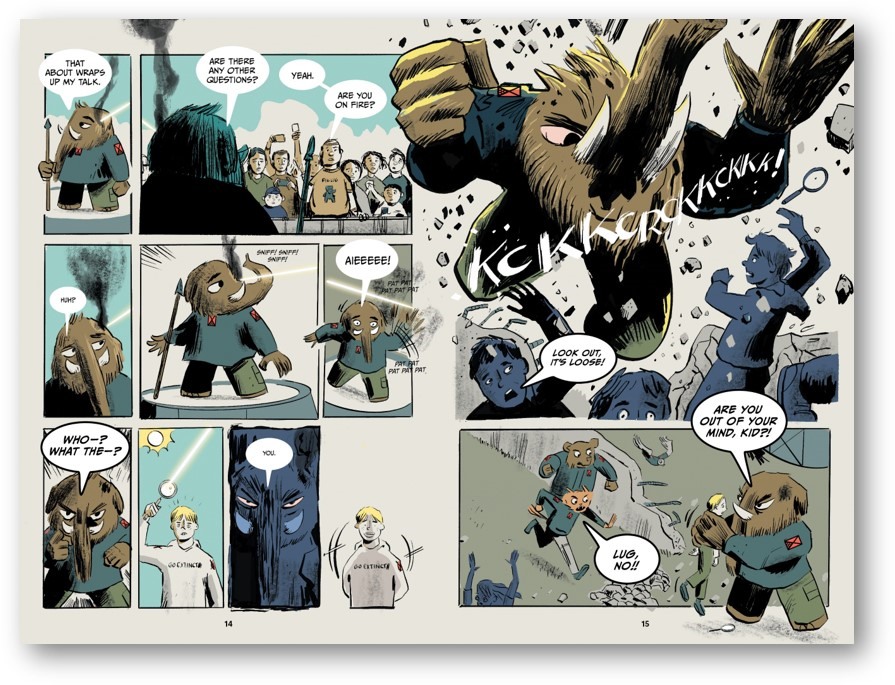 THAT
ABOUT WRAPS
UP MY TALK.
ARE THERE
ANY OTHER
QUESTIONS?
YEAH.
ARE YOU
ON FIRE?
HUH?
SNIFF! SNIFF!
SNIFF!
AIEEEEE!
PAT PAT
PAT PAT PAT
PAT PAT
PAT PAT PAT
WHO—?
WHAT THE—?
GO EXTINCT
YOU.
GO EXTINCT
14
LOOK OUT,
IT'S LOOSE!
LUG,
NO!!
ARE YOU
OUT OF YOUR
MIND, KID?!
15